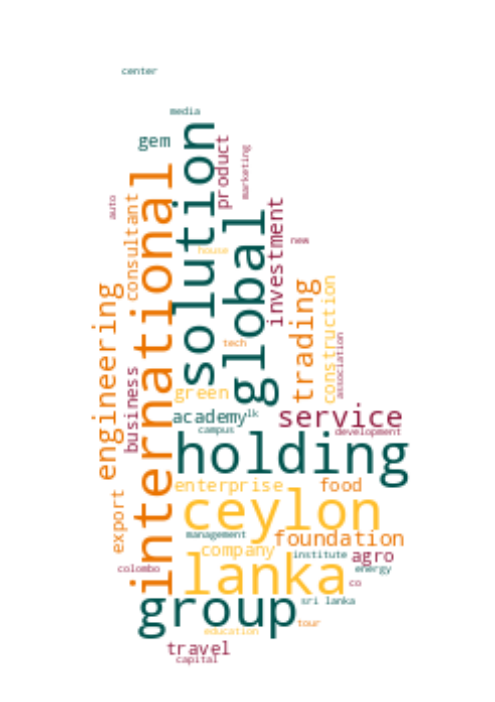 center
media
gem
solution
product
marketing
international
auto
consultant
investment
global
new
house
engineering
trading
construction
tech
association
business
green
academy
lk
service
campus
development
holding
enterprise
food
export
ceylon
management
foundation
company
institute
agro
lanka
colombo
energy
co
group
sri lanka
tour
education
travel
capital